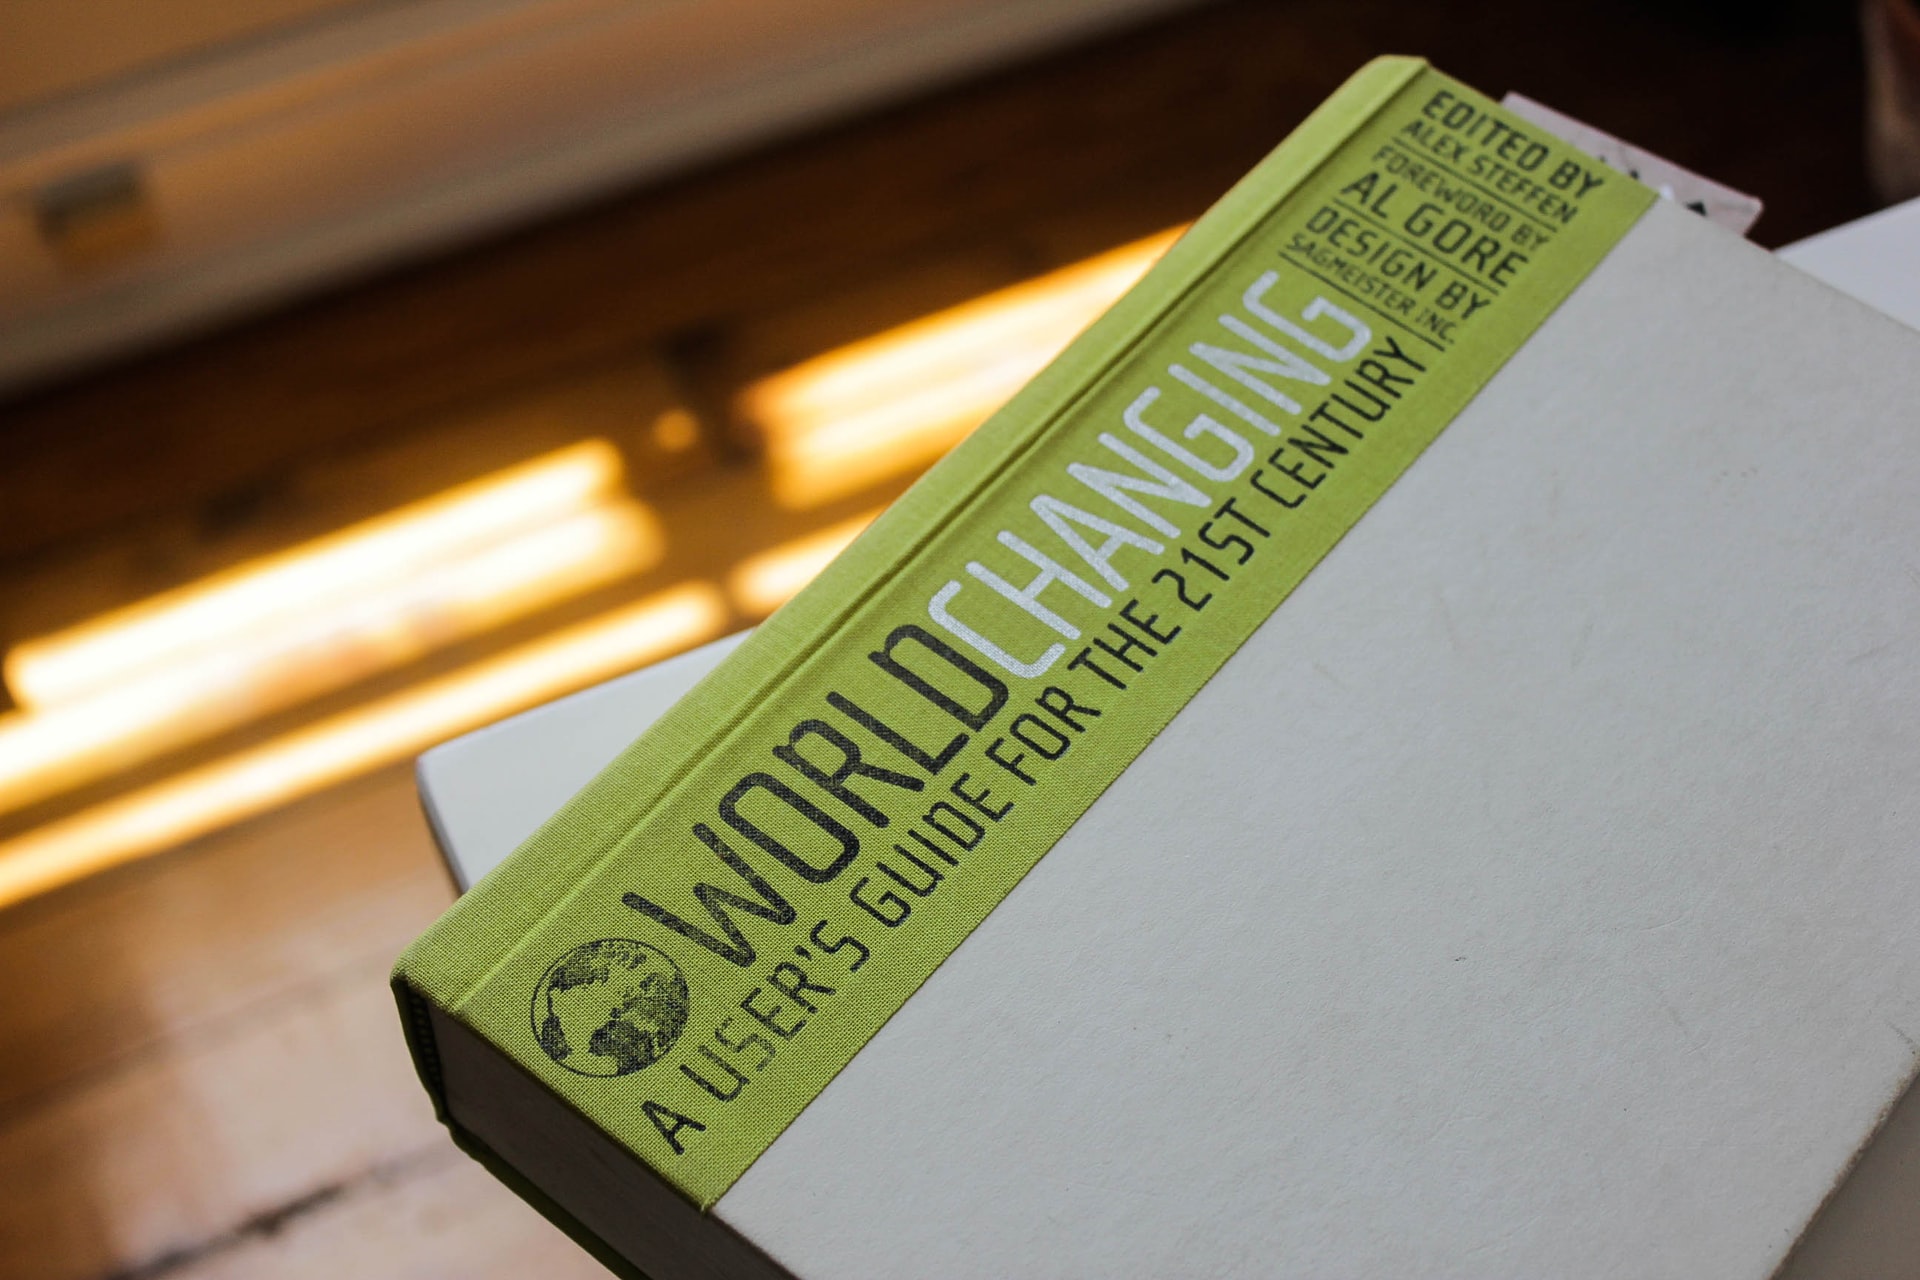 WORLDCHANGING
A USER'S GUIDE FOR THE 21ST CENTURY
EDITED BY
ALEX STEFFEN
FOREWORD BY
AL GORE
DESIGN BY
SAGMEISTER INC.